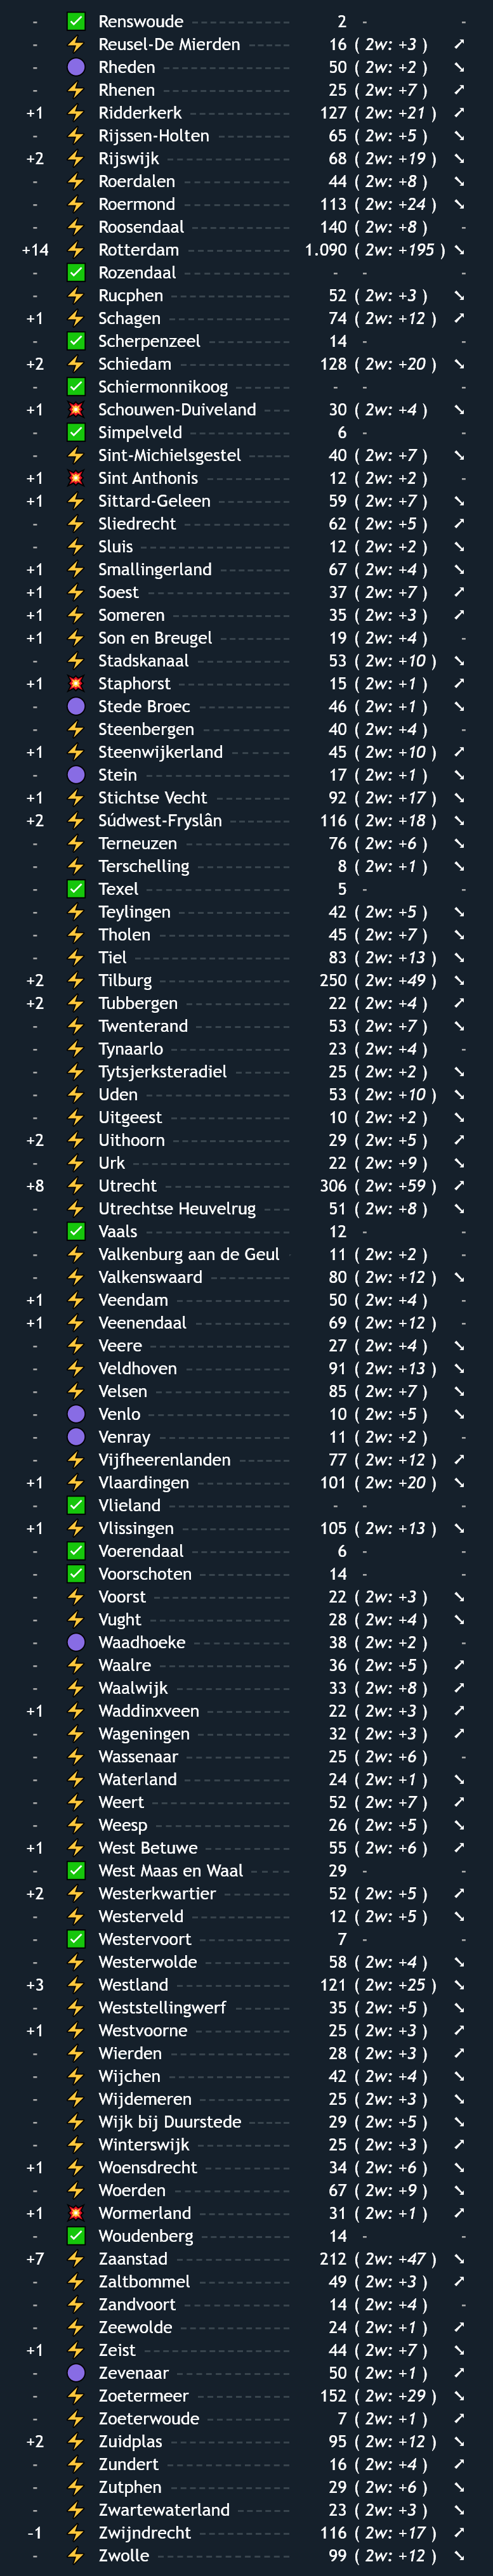 - ✅ Renswoude 2 - -
- ⚡ Reusel-De Mierden 16 ( 2w: +3 ) ➚
- 🟣 Rheden 50 ( 2w: +2 ) ➘
- ⚡ Rhenen 25 ( 2w: +7 ) ➚
+1 ⚡ Ridderkerk 127 ( 2w: +21 ) ➚
- ⚡ Rijssen-Holten 65 ( 2w: +5 ) ➘
+2 ⚡ Rijswijk 68 ( 2w: +19 ) ➘
- ⚡ Roerdalen 44 ( 2w: +8 ) ➘
- ⚡ Roermond 113 ( 2w: +24 ) ➘
- ⚡ Roosendaal 140 ( 2w: +8 ) -
+14 ⚡ Rotterdam 1.090 ( 2w: +195 ) ➘
- ✅ Rozendaal - - -
- ⚡ Rucphen 52 ( 2w: +3 ) ➘
+1 ⚡ Schagen 74 ( 2w: +12 ) ➚
- ✅ Scherpenzeel 14 - -
+2 ⚡ Schiedam 128 ( 2w: +20 ) ➘
- ✅ Schiermonnikoog - - -
+1 💥 Schouwen-Duiveland 30 ( 2w: +4 ) ➘
- ✅ Simpelveld 6 - -
- ⚡ Sint-Michielsgestel 40 ( 2w: +7 ) ➘
+1 💥 Sint Anthonis 12 ( 2w: +2 ) -
+1 ⚡ Sittard-Geleen 59 ( 2w: +7 ) ➘
- ⚡ Sliedrecht 62 ( 2w: +5 ) ➚
- ⚡ Sluis 12 ( 2w: +2 ) ➘
+1 ⚡ Smallingerland 67 ( 2w: +4 ) ➘
+1 ⚡ Soest 37 ( 2w: +7 ) ➚
+1 ⚡ Someren 35 ( 2w: +3 ) ➚
+1 ⚡ Son en Breugel 19 ( 2w: +4 ) -
- ⚡ Stadskanaal 53 ( 2w: +10 ) ➘
+1 💥 Staphorst 15 ( 2w: +1 ) ➚
- 🟣 Stede Broec 46 ( 2w: +1 ) ➘
- ⚡ Steenbergen 40 ( 2w: +4 ) -
+1 ⚡ Steenwijkerland 45 ( 2w: +10 ) ➚
- 🟣 Stein 17 ( 2w: +1 ) ➘
+1 ⚡ Stichtse Vecht 92 ( 2w: +17 ) ➘
+2 ⚡ Súdwest-Fryslân 116 ( 2w: +18 ) ➘
- ⚡ Terneuzen 76 ( 2w: +6 ) ➘
- ⚡ Terschelling 8 ( 2w: +1 ) ➘
- ✅ Texel 5 - -
- ⚡ Teylingen 42 ( 2w: +5 ) ➘
- ⚡ Tholen 45 ( 2w: +7 ) ➘
- ⚡ Tiel 83 ( 2w: +13 ) ➘
+2 ⚡ Tilburg 250 ( 2w: +49 ) ➘
+2 ⚡ Tubbergen 22 ( 2w: +4 ) ➚
- ⚡ Twenterand 53 ( 2w: +7 ) ➘
- ⚡ Tynaarlo 23 ( 2w: +4 ) -
- ⚡ Tytsjerksteradiel 25 ( 2w: +2 ) ➘
- ⚡ Uden 53 ( 2w: +10 ) ➘
- ⚡ Uitgeest 10 ( 2w: +2 ) ➘
+2 ⚡ Uithoorn 29 ( 2w: +5 ) ➚
- ⚡ Urk 22 ( 2w: +9 ) ➘
+8 ⚡ Utrecht 306 ( 2w: +59 ) ➚
- ⚡ Utrechtse Heuvelrug 51 ( 2w: +8 ) ➘
- ✅ Vaals 12 - -
- ⚡ Valkenburg aan de Geul 11 ( 2w: +2 ) -
- ⚡ Valkenswaard 80 ( 2w: +12 ) ➘
+1 ⚡ Veendam 50 ( 2w: +4 ) -
+1 ⚡ Veenendaal 69 ( 2w: +12 ) -
- ⚡ Veere 27 ( 2w: +4 ) ➘
- ⚡ Veldhoven 91 ( 2w: +13 ) ➘
- ⚡ Velsen 85 ( 2w: +7 ) ➘
- 🟣 Venlo 10 ( 2w: +5 ) ➘
- 🟣 Venray 11 ( 2w: +2 ) -
- ⚡ Vijfheerenlanden 77 ( 2w: +12 ) ➚
+1 ⚡ Vlaardingen 101 ( 2w: +20 ) ➘
- ✅ Vlieland - - -
+1 ⚡ Vlissingen 105 ( 2w: +13 ) ➘
- ✅ Voerendaal 6 - -
- ✅ Voorschoten 14 - -
- ⚡ Voorst 22 ( 2w: +3 ) ➘
- ⚡ Vught 28 ( 2w: +4 ) ➘
- 🟣 Waadhoeke 38 ( 2w: +2 ) -
- ⚡ Waalre 36 ( 2w: +5 ) ➚
- ⚡ Waalwijk 33 ( 2w: +8 ) ➚
+1 ⚡ Waddinxveen 22 ( 2w: +3 ) ➚
- ⚡ Wageningen 32 ( 2w: +3 ) ➚
- ⚡ Wassenaar 25 ( 2w: +6 ) -
- ⚡ Waterland 24 ( 2w: +1 ) ➘
- ⚡ Weert 52 ( 2w: +7 ) ➚
- ⚡ Weesp 26 ( 2w: +5 ) ➘
+1 ⚡ West Betuwe 55 ( 2w: +6 ) ➚
- ✅ West Maas en Waal 29 - -
+2 ⚡ Westerkwartier 52 ( 2w: +5 ) ➚
- ⚡ Westerveld 12 ( 2w: +5 ) ➘
- ✅ Westervoort 7 - -
- ⚡ Westerwolde 58 ( 2w: +4 ) ➘
+3 ⚡ Westland 121 ( 2w: +25 ) ➘
- ⚡ Weststellingwerf 35 ( 2w: +5 ) ➘
+1 ⚡ Westvoorne 25 ( 2w: +3 ) ➚
- ⚡ Wierden 28 ( 2w: +3 ) ➚
- ⚡ Wijchen 42 ( 2w: +4 ) ➘
- ⚡ Wijdemeren 25 ( 2w: +3 ) ➘
- ⚡ Wijk bij Duurstede 29 ( 2w: +5 ) ➘
- ⚡ Winterswijk 25 ( 2w: +3 ) ➚
+1 ⚡ Woensdrecht 34 ( 2w: +6 ) ➘
- ⚡ Woerden 67 ( 2w: +9 ) ➘
+1 💥 Wormerland 31 ( 2w: +1 ) ➚
- ✅ Woudenberg 14 - -
+7 ⚡ Zaanstad 212 ( 2w: +47 ) ➘
- ⚡ Zaltbommel 49 ( 2w: +3 ) ➚
- ⚡ Zandvoort 14 ( 2w: +4 ) -
- ⚡ Zeewolde 24 ( 2w: +1 ) ➚
+1 ⚡ Zeist 44 ( 2w: +7 ) ➘
- 🟣 Zevenaar 50 ( 2w: +1 ) ➚
- ⚡ Zoetermeer 152 ( 2w: +29 ) ➘
- ⚡ Zoeterwoude 7 ( 2w: +1 ) ➚
+2 ⚡ Zuidplas 95 ( 2w: +12 ) ➘
- ⚡ Zundert 16 ( 2w: +4 ) ➚
- ⚡ Zutphen 29 ( 2w: +6 ) ➘
- ⚡ Zwartewaterland 23 ( 2w: +3 ) ➘
-1 ⚡ Zwijndrecht 116 ( 2w: +17 ) ➚
- ⚡ Zwolle 99 ( 2w: +12 ) ➘